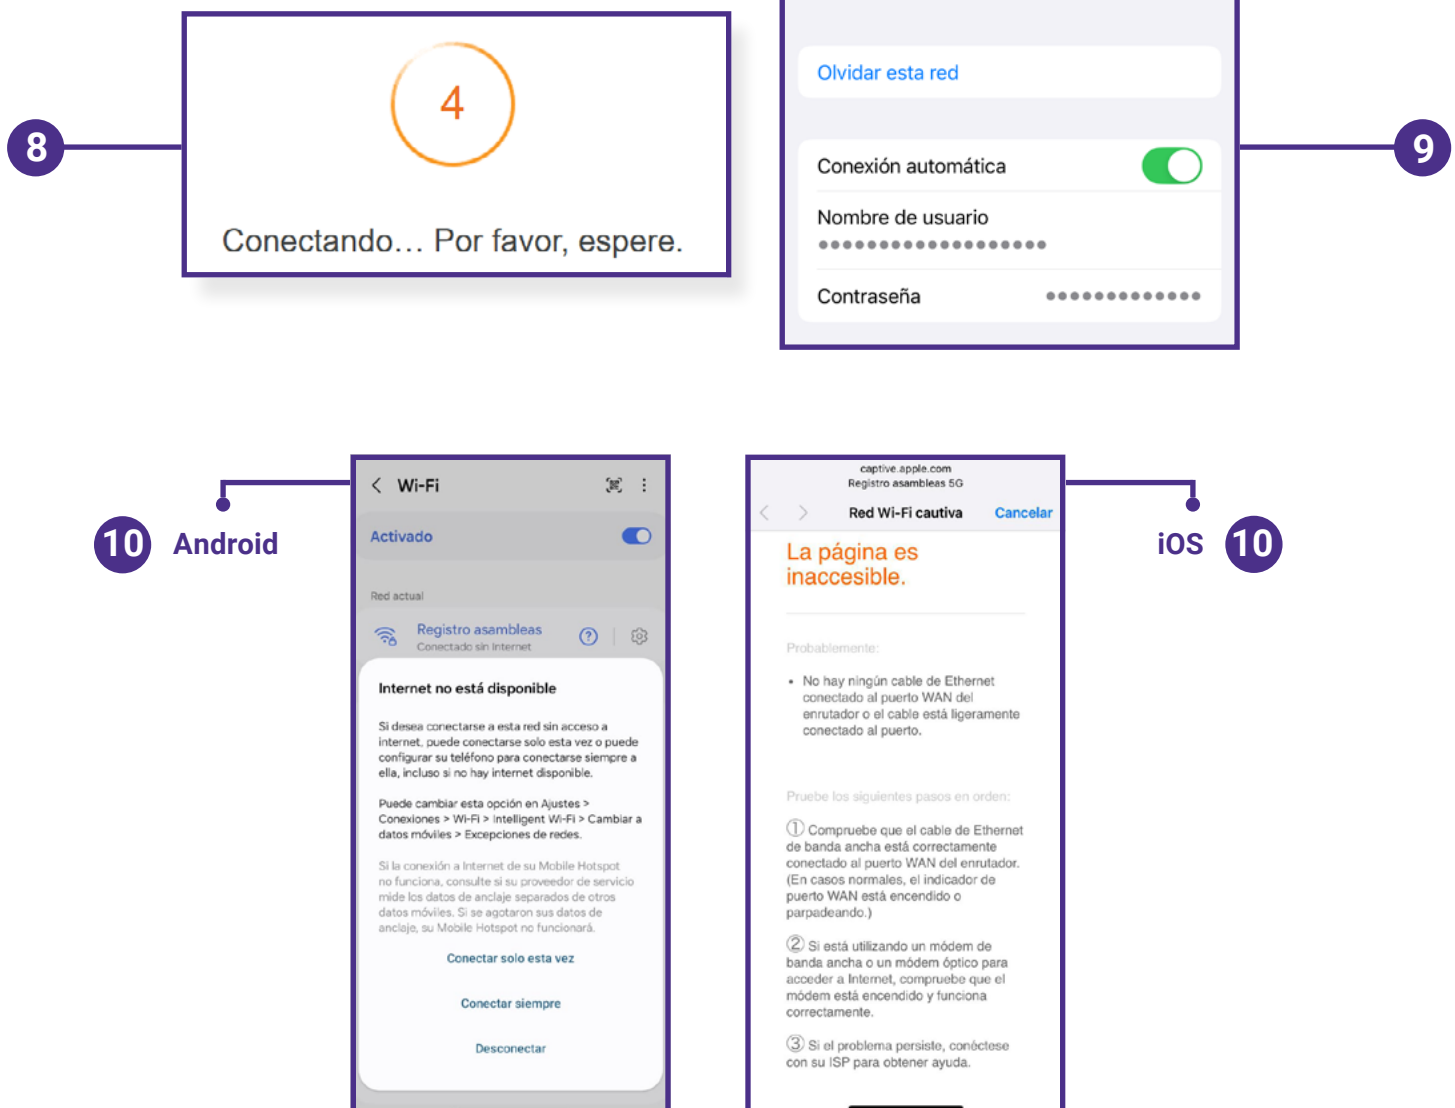 8
4
Conectando... Por favor, espere.
Olvidar esta red
Conexión automática
Nombre de usuario
•••••••••••••••••••
Contraseña •••••••••••••
9
10 Android
Wi-Fi
Activado
Red actual
Registro asambleas
Conectado sin Internet
Internet no está disponible
Si desea conectarse a esta red sin acceso a
internet, puede conectarse solo esta vez o puede
configurar su teléfono para conectarse siempre a
ella, incluso si no hay internet disponible.
Puede cambiar esta opción en Ajustes >
Conexiones > Wi-Fi > Intelligent Wi-Fi > Cambiar a
datos móviles > Excepciones de redes.
Si la conexión a Internet de su Mobile Hotspot
no funciona, consulte si su proveedor de servicio
mide los datos de anclaje separados de otros
datos móviles. Si se agotaron sus datos de
anclaje, su Mobile Hotspot no funcionará.
Conectar solo esta vez
Conectar siempre
Desconectar
captive.apple.com
Registro asambleas 5G
Red Wi-Fi cautiva Cancelar
La página es
inaccesible.
Probablemente:
• No hay ningún cable de Ethernet
conectado al puerto WAN del
enrutador o el cable está ligeramente
conectado al puerto.
Pruebe los siguientes pasos en orden:
① Compruebe que el cable de Ethernet
de banda ancha está correctamente
conectado al puerto WAN del enrutador.
(En casos normales, el indicador de
puerto WAN está encendido o
parpadeando.)
② Si está utilizando un módem de
banda ancha o un módem óptico para
acceder a Internet, compruebe que el
módem está encendido y funciona
correctamente.
③ Si el problema persiste, conéctese
con su ISP para obtener ayuda.
iOS 10